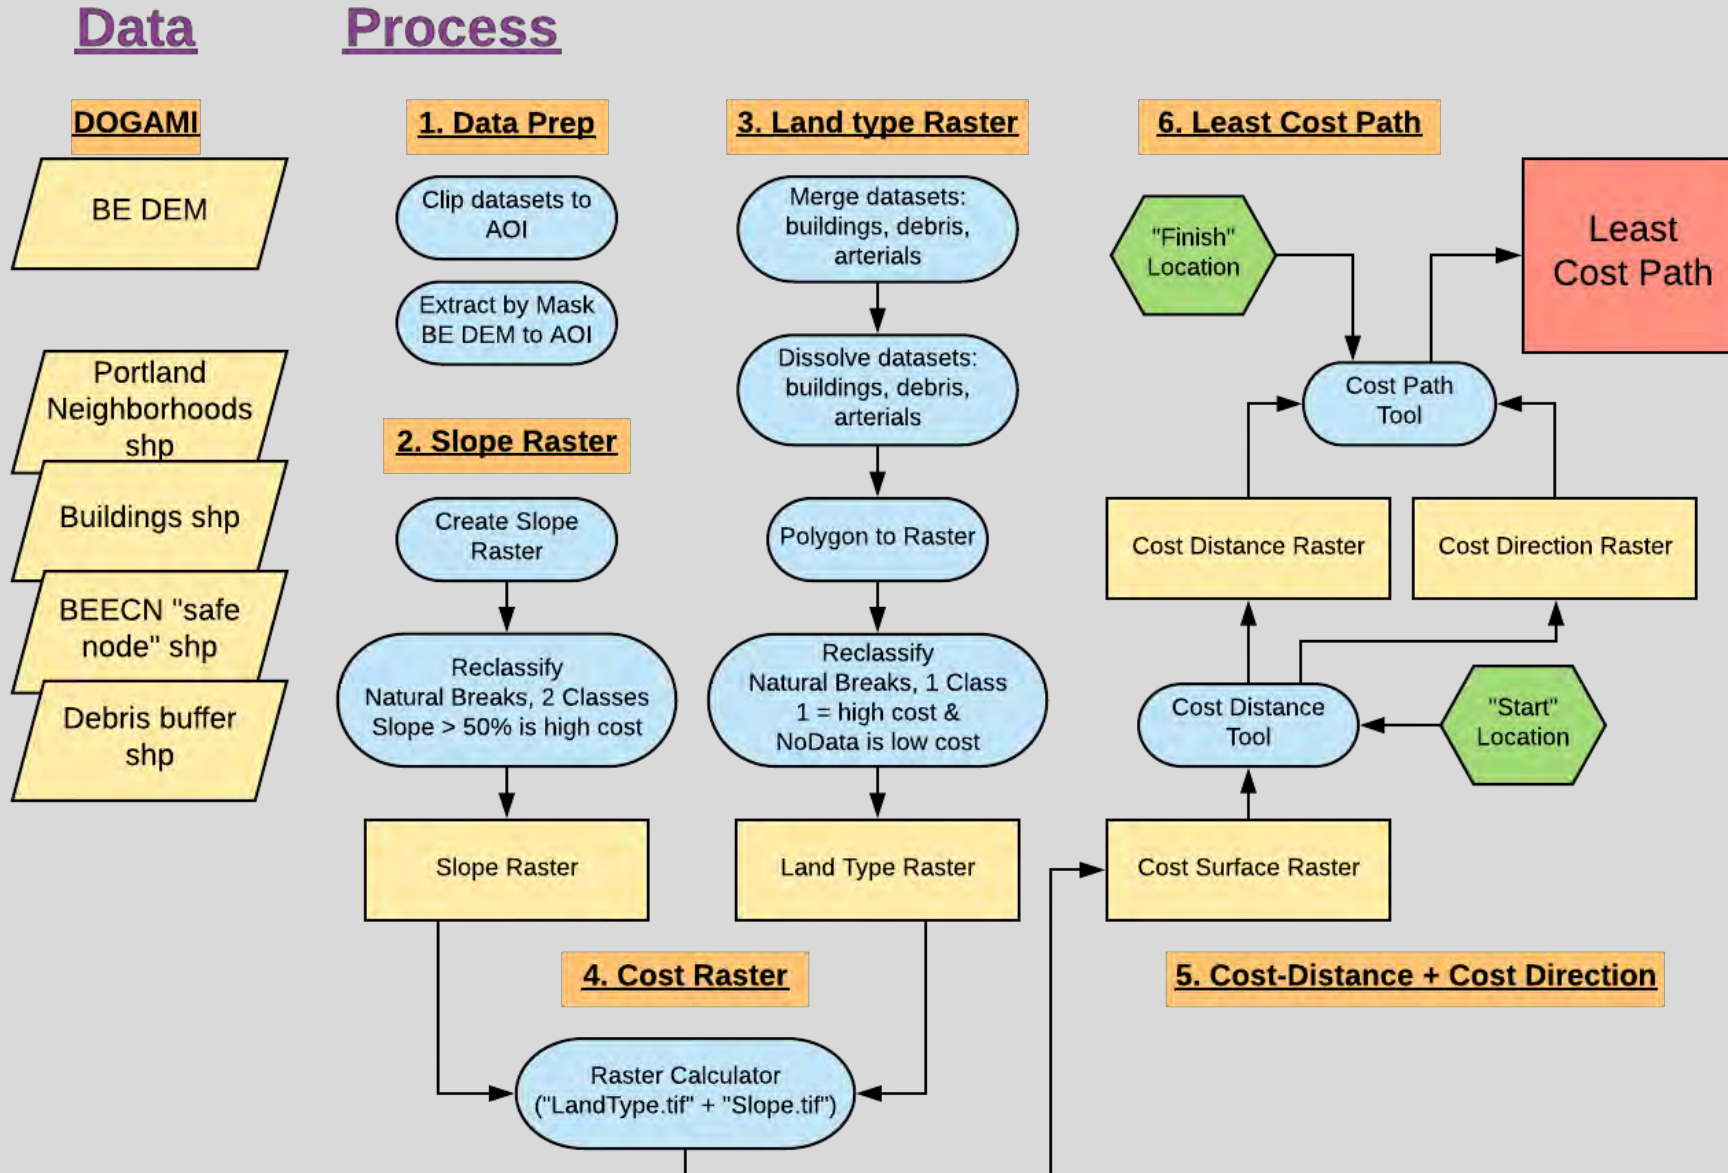 Data
Process
DOGAMI
BE DEM
Portland
Neighborhoods
shp
Buildings shp
BEECN "safe
node" shp
Debris buffer
shp
1. Data Prep
Clip datasets to
AOI
Extract by Mask
BE DEM to AOI
2. Slope Raster
Create Slope
Raster
Reclassify
Natural Breaks, 2 Classes
Slope > 50% is high cost
Slope Raster
3. Land type Raster
Merge datasets:
buildings, debris,
arterials
Dissolve datasets:
buildings, debris,
arterials
Polygon to Raster
Reclassify
Natural Breaks, 1 Class
1 = high cost &
NoData is low cost
Land Type Raster
4. Cost Raster
Raster Calculator
("LandType.tif" + "Slope.tif")
6. Least Cost Path
"Finish"
Location
Least
Cost Path
Cost Path
Tool
Cost Distance Raster
Cost Direction Raster
Cost Distance
Tool
"Start"
Location
Cost Surface Raster
5. Cost-Distance + Cost Direction